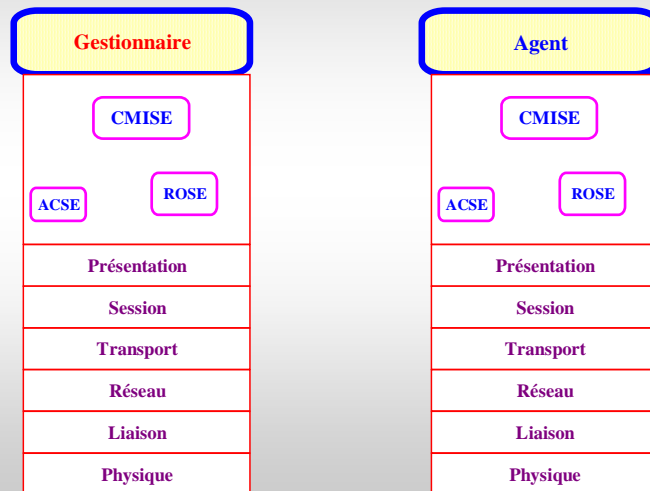 Gestionnaire
CMISE
ACSE
ROSE
Présentation
Session
Transport
Réseau
Liaison
Physique
Agent
CMISE
ACSE
ROSE
Présentation
Session
Transport
Réseau
Liaison
Physique